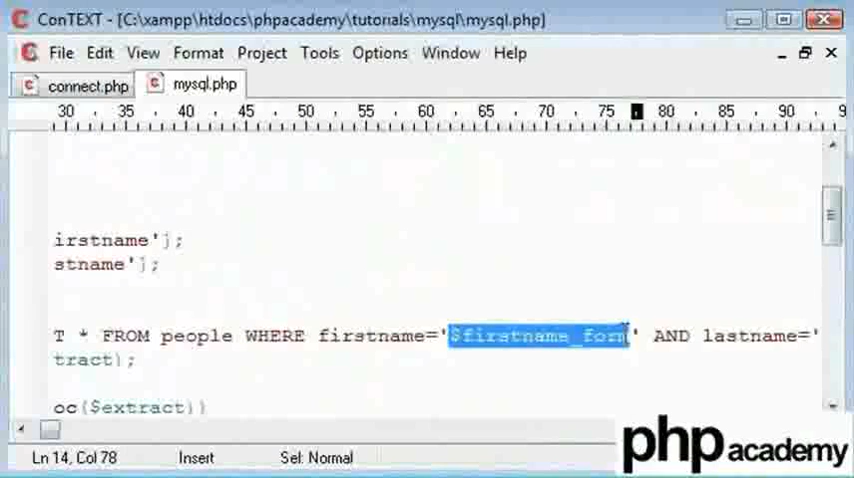 ConTEXT - [C:\xampp\htdocs\phpacademy\tutorials\mysql\mysql.php]
File Edit View Format Project Tools Options Window Help
connect.php mysql.php
30 35 40 45 50 55 60 65 70 75 80 85 90 9
irstname'];
stname'];
T * FROM people WHERE firstname='$firstname_form' AND lastname='
tract);
oc($extract))
Ln 14, Col 78 Insert Sel: Normal
php academy